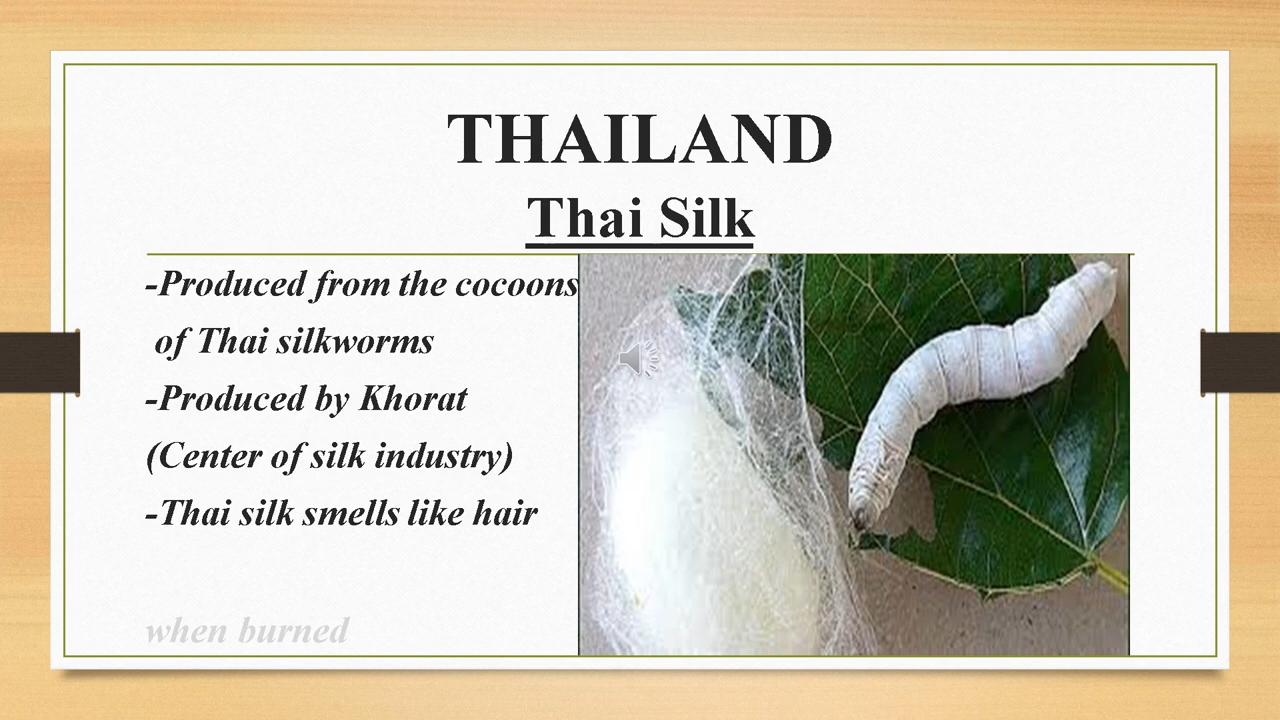 THAILAND
Thai Silk
-Produced from the cocoons
of Thai silkworms
-Produced by Khorat
(Center of silk industry)
-Thai silk smells like hair
when burned